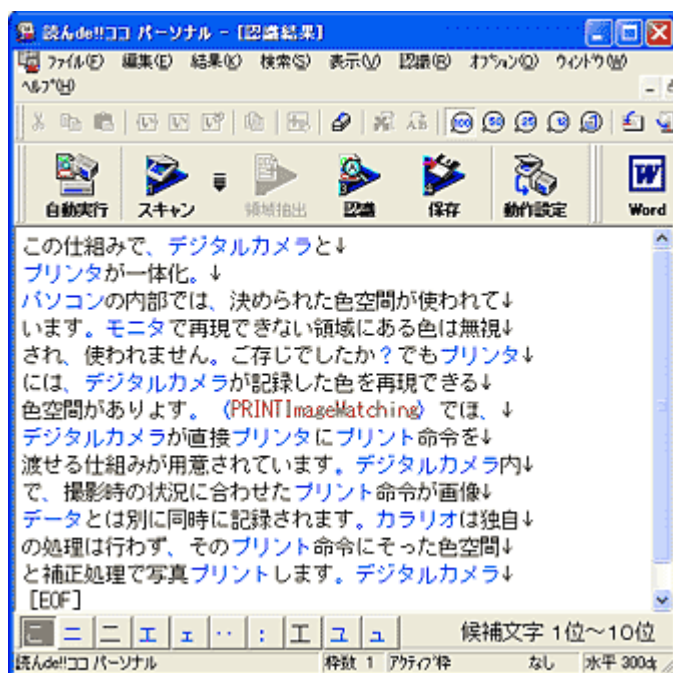 読んde!!ココ パーソナル - [認識結果]
ファイル(F) 編集(E) 結果(K) 検索(S) 表示(V) 認識(R) オプション(O) ウィンドウ(W)
ヘルプ(H)
100 50 25 12
自動実行 スキャン 領域抽出 認識 保存 動作設定 Word
この仕組みで、デジタルカメラと↓
プリンタが一体化。↓
パソコンの内部では、決められた色空間が使われて↓
います。モニタで再現できない領域にある色は無視↓
され、使われません。ご存じでしたか?でもプリンタ↓
には、デジタルカメラが記録した色を再現できる↓
色空間がありよす。《PRINTImageMatching》でほ、↓
デジタルカメラが直接プリンタにプリント命令を↓
渡せる仕組みが用意されています。デジタルカメラ内↓
で、撮影時の状況に合わせたプリント命令が画像↓
データとは別に同時に記録されます。カラリオは独自↓
の処理は行わず、そのプリント命令にそった色空間↓
と補正処理で写真プリントします。デジタルカメラ↓
[EOF]
こ ニ 二 エ ェ ‥ : 工 ユ ュ 候補文字 1位~10位
読んde!!ココ パーソナル 枠数 1 アクティブ枠 なし 水平 300d